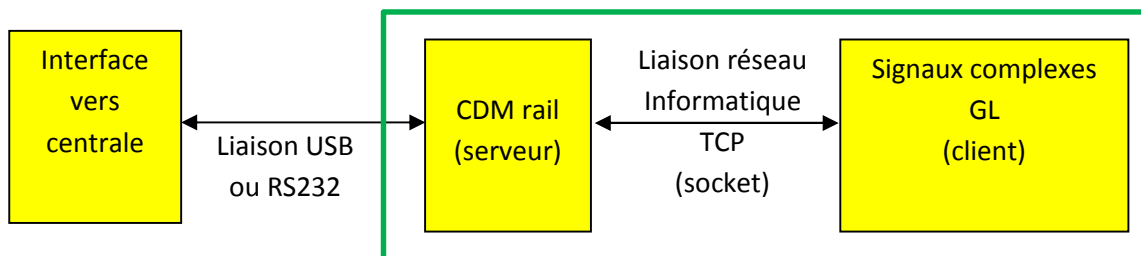 Interface
vers
centrale
Liaison USB
ou RS232
CDM rail
(serveur)
Liaison réseau
Informatique
TCP
(socket)
Signaux complexes
GL
(client)